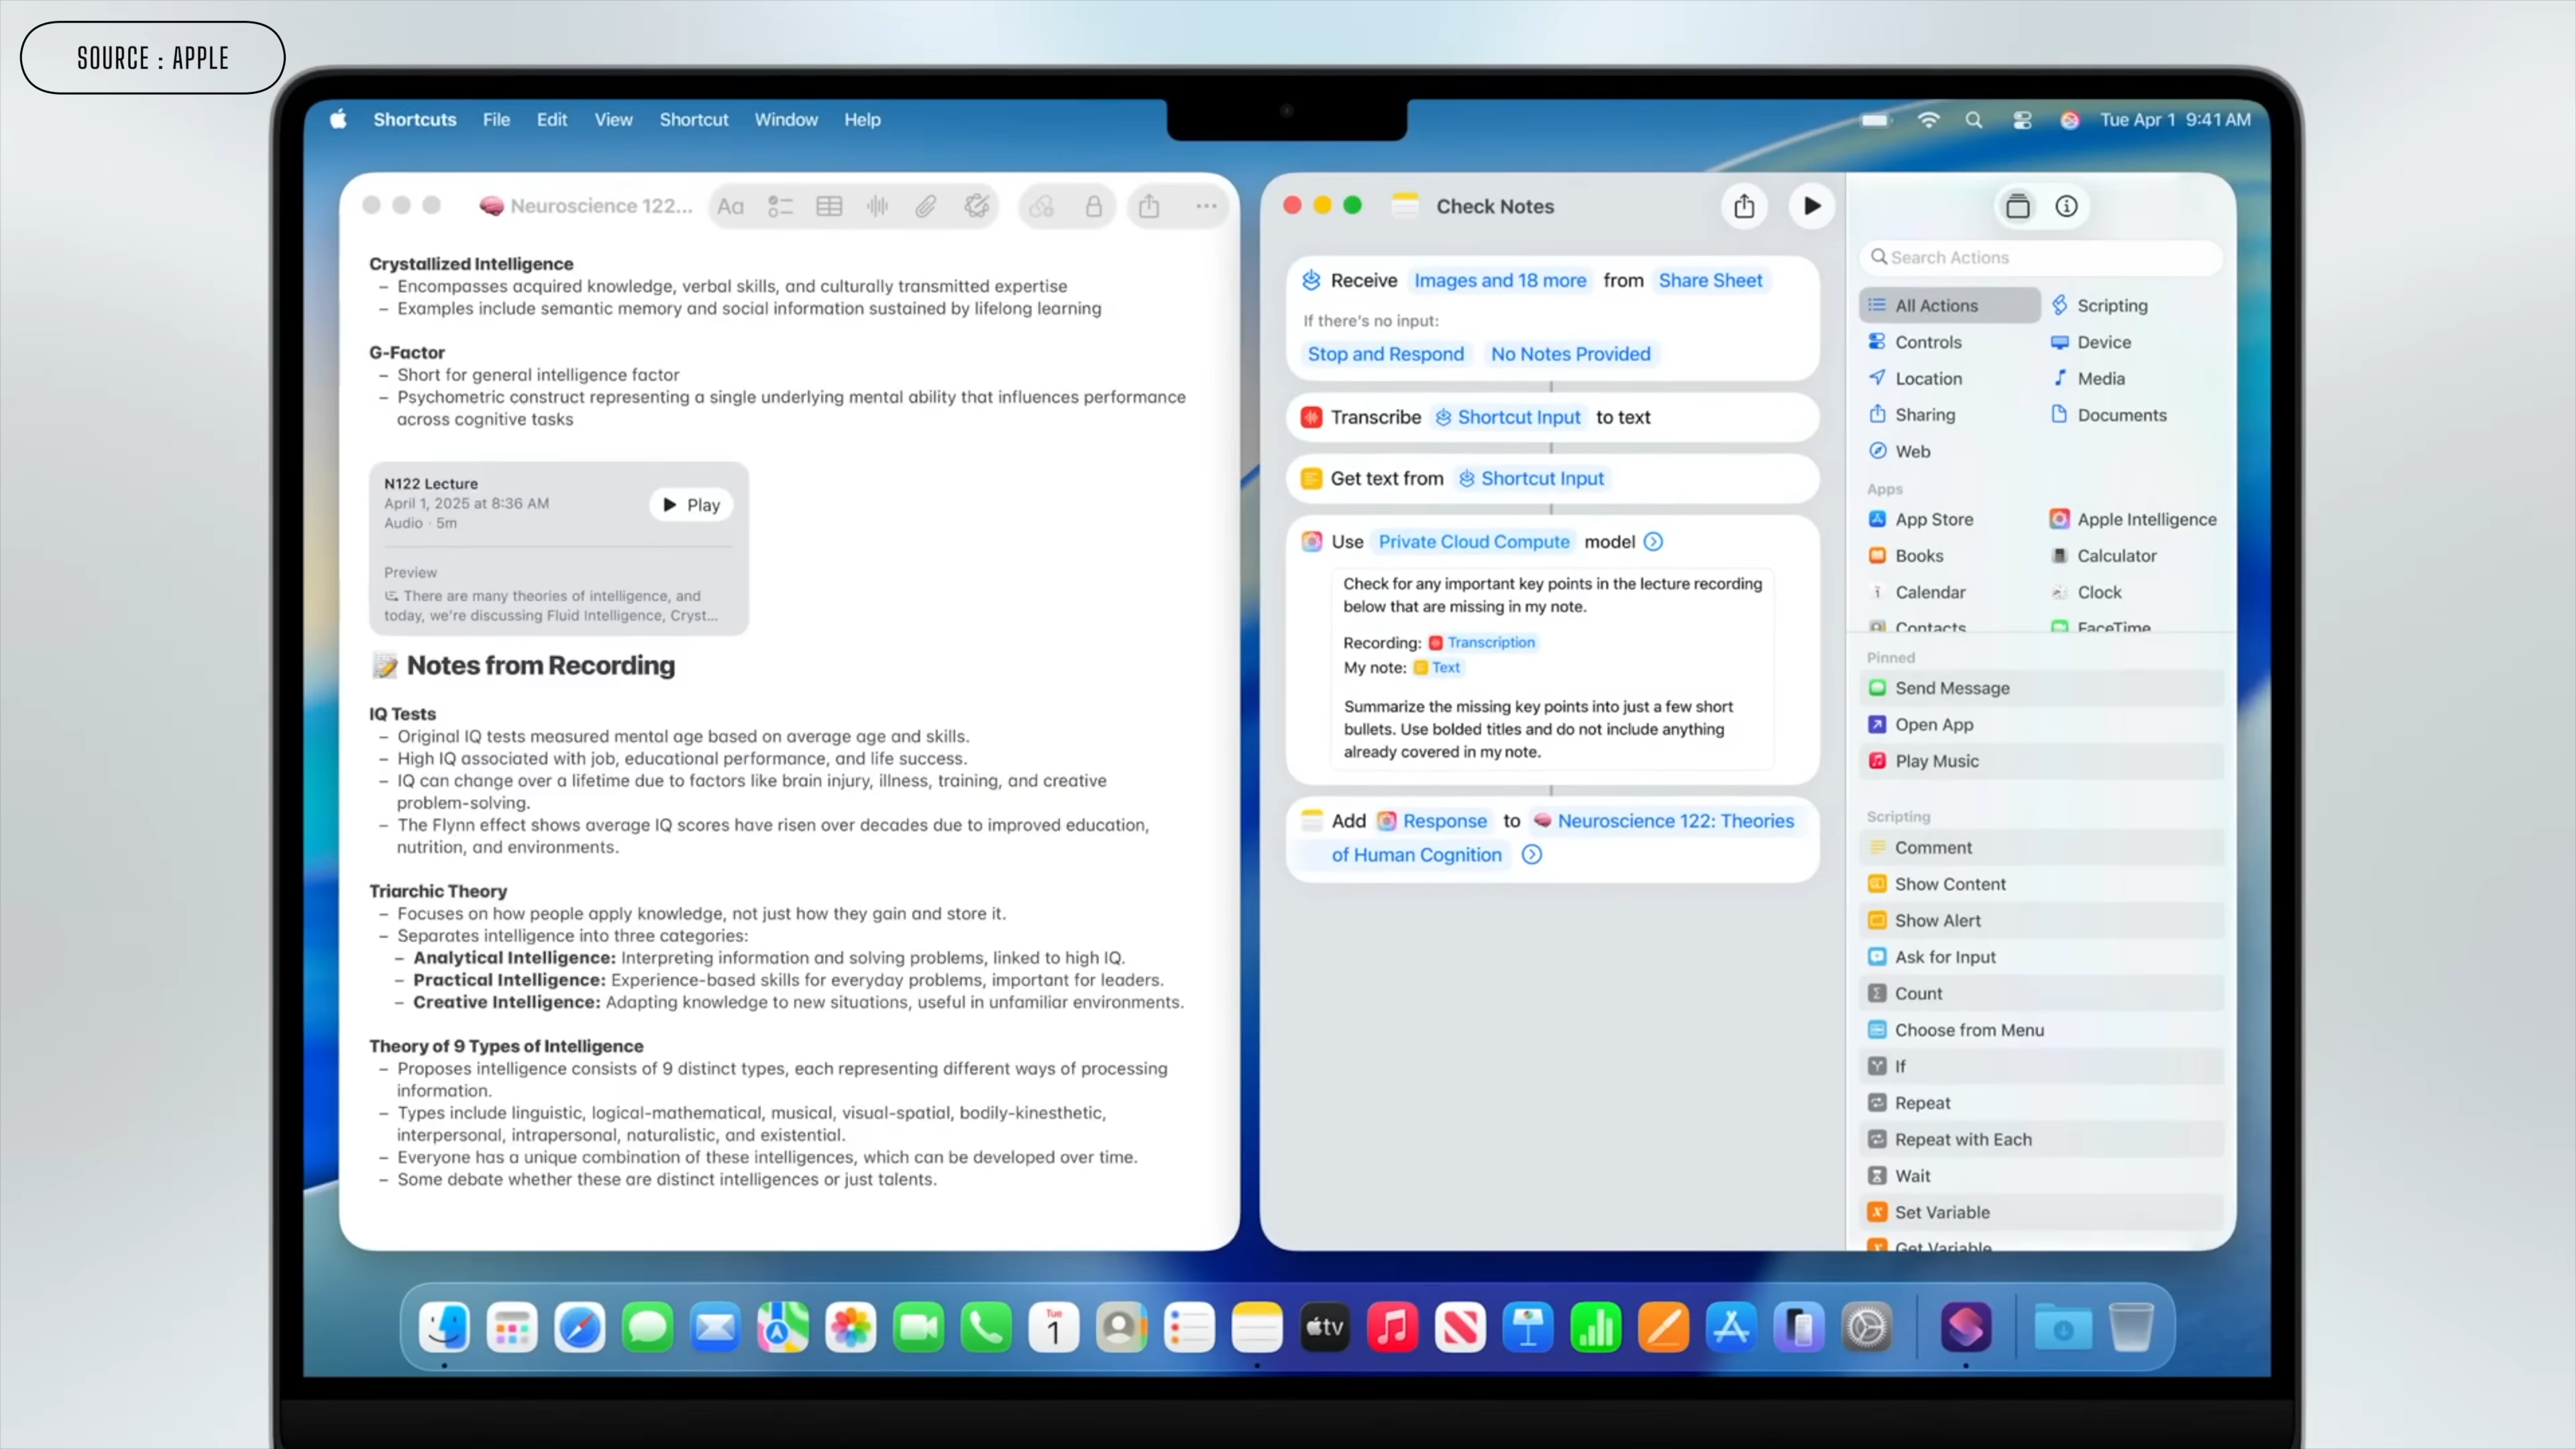 SOURCE : APPLE
Shortcuts File Edit View Shortcut Window Help
Tue Apr 1 9:41 AM
Neuroscience 122...
Aa
Crystallized Intelligence
– Encompasses acquired knowledge, verbal skills, and culturally transmitted expertise
– Examples include semantic memory and social information sustained by lifelong learning
G-Factor
– Short for general intelligence factor
– Psychometric construct representing a single underlying mental ability that influences performance
across cognitive tasks
N122 Lecture
April 1, 2025 at 8:36 AM
Audio · 5m
Play
Preview
There are many theories of intelligence, and
today, we're discussing Fluid Intelligence, Cryst...
Notes from Recording
IQ Tests
– Original IQ tests measured mental age based on average age and skills.
– High IQ associated with job, educational performance, and life success.
– IQ can change over a lifetime due to factors like brain injury, illness, training, and creative
problem-solving.
– The Flynn effect shows average IQ scores have risen over decades due to improved education,
nutrition, and environments.
Triarchic Theory
– Focuses on how people apply knowledge, not just how they gain and store it.
– Separates intelligence into three categories:
– Analytical Intelligence: Interpreting information and solving problems, linked to high IQ.
– Practical Intelligence: Experience-based skills for everyday problems, important for leaders.
– Creative Intelligence: Adapting knowledge to new situations, useful in unfamiliar environments.
Theory of 9 Types of Intelligence
– Proposes intelligence consists of 9 distinct types, each representing different ways of processing
information.
– Types include linguistic, logical-mathematical, musical, visual-spatial, bodily-kinesthetic,
interpersonal, intrapersonal, naturalistic, and existential.
– Everyone has a unique combination of these intelligences, which can be developed over time.
– Some debate whether these are distinct intelligences or just talents.
Check Notes
Receive Images and 18 more from Share Sheet
If there's no input:
Stop and Respond No Notes Provided
Transcribe Shortcut Input to text
Get text from Shortcut Input
Use Private Cloud Compute model
Check for any important key points in the lecture recording
below that are missing in my note.
Recording: Transcription
My note: Text
Summarize the missing key points into just a few short
bullets. Use bolded titles and do not include anything
already covered in my note.
Add Response to Neuroscience 122: Theories
of Human Cognition
Search Actions
All Actions Scripting
Controls Device
Location Media
Sharing Documents
Web
Apps
App Store Apple Intelligence
Books Calculator
Calendar Clock
Contacts FaceTime
Pinned
Send Message
Open App
Play Music
Scripting
Comment
Show Content
Show Alert
Ask for Input
Count
Choose from Menu
If
Repeat
Repeat with Each
Wait
Set Variable
Get Variable
Tue
1
tv